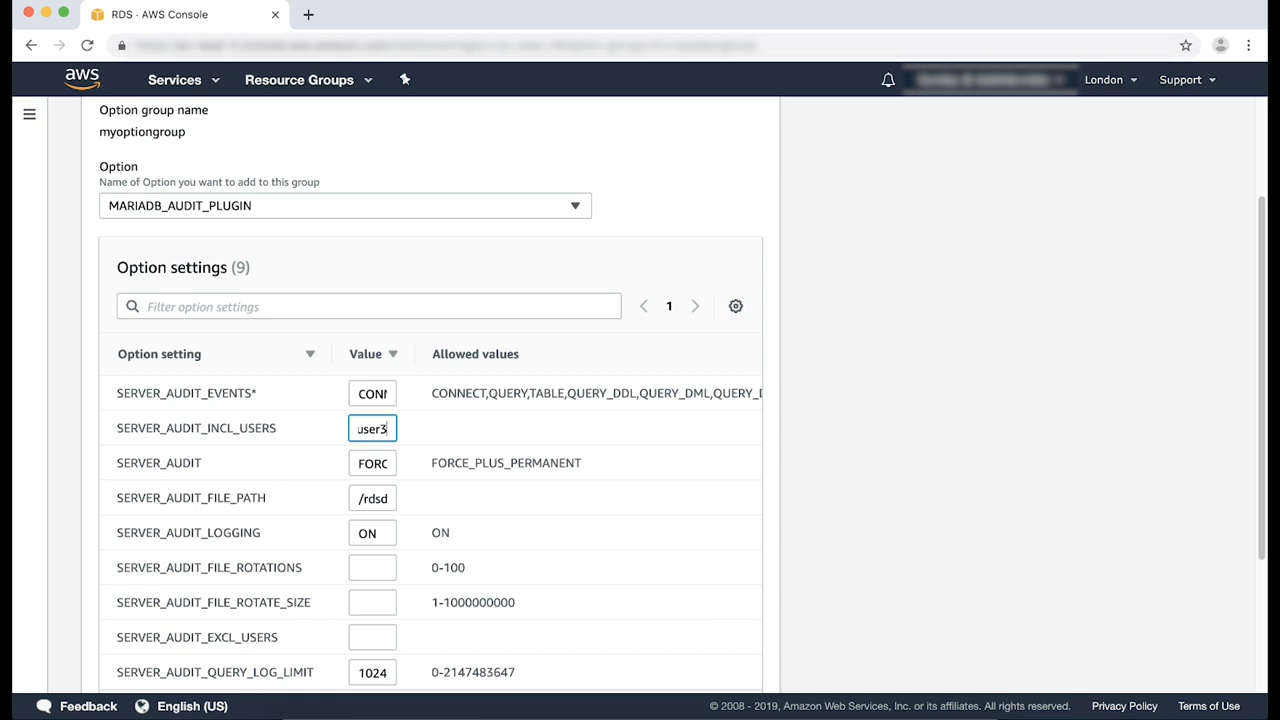 RDS · AWS Console
aws
Services
Resource Groups
London
Support
Option group name
myoptiongroup
Option
Name of Option you want to add to this group
MARIADB_AUDIT_PLUGIN
Option settings (9)
Filter option settings
1
Option setting Value Allowed values
SERVER_AUDIT_EVENTS* CONN CONNECT,QUERY,TABLE,QUERY_DDL,QUERY_DML,QUERY_D
SERVER_AUDIT_INCL_USERS user3
SERVER_AUDIT FORC FORCE_PLUS_PERMANENT
SERVER_AUDIT_FILE_PATH /rdsd
SERVER_AUDIT_LOGGING ON ON
SERVER_AUDIT_FILE_ROTATIONS 0-100
SERVER_AUDIT_FILE_ROTATE_SIZE 1-1000000000
SERVER_AUDIT_EXCL_USERS
SERVER_AUDIT_QUERY_LOG_LIMIT 1024 0-2147483647
Feedback
English (US)
© 2008 - 2019, Amazon Web Services, Inc. or its affiliates. All rights reserved.
Privacy Policy
Terms of Use